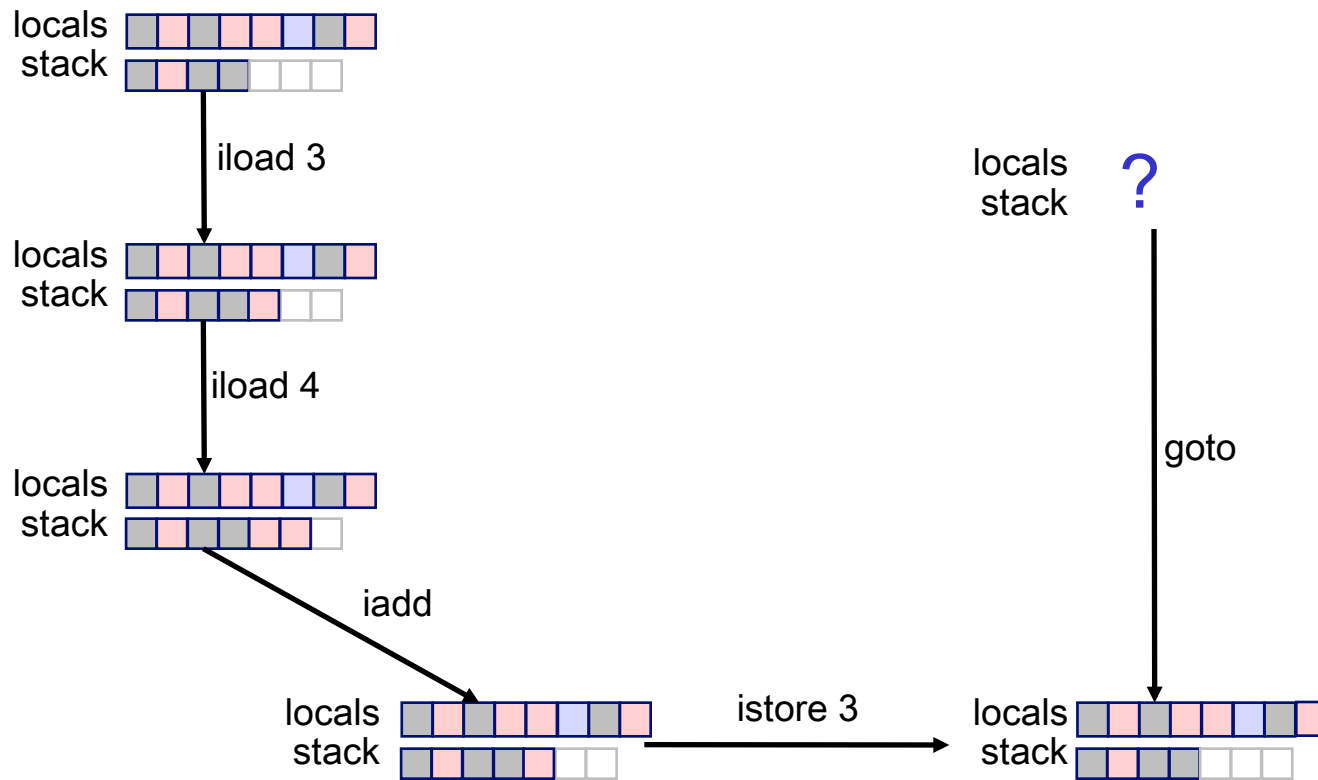 locals
stack
iload 3
locals
stack
?
locals
stack
iload 4
goto
locals
stack
iadd
locals
stack
istore 3
locals
stack